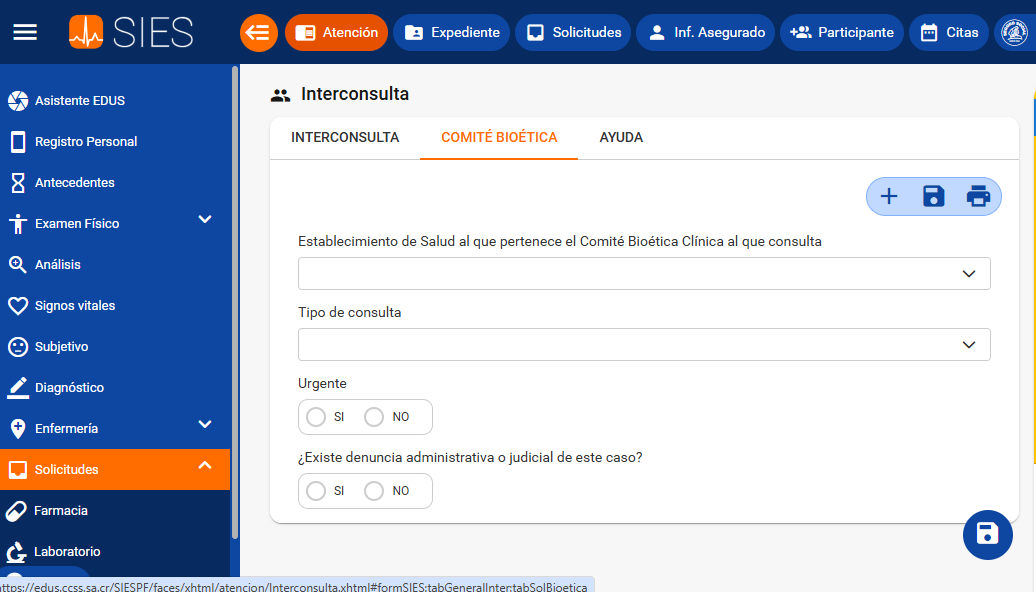 SIES
Atención
Expediente
Solicitudes
Inf. Asegurado
Participante
Citas
Asistente EDUS
Registro Personal
Antecedentes
Examen Físico
Análisis
Signos vitales
Subjetivo
Diagnóstico
Enfermería
Solicitudes
Farmacia
Laboratorio
Interconsulta
INTERCONSULTA
COMITÉ BIOÉTICA
AYUDA
Establecimiento de Salud al que pertenece el Comité Bioética Clínica al que consulta
Tipo de consulta
Urgente
SI NO
¿Existe denuncia administrativa o judicial de este caso?
SI NO
https://edus.ccss.sa.cr/SIESPF/faces/xhtml/atencion/Interconsulta.xhtml#formSIES:tabGeneralInter:tabSolBioetica